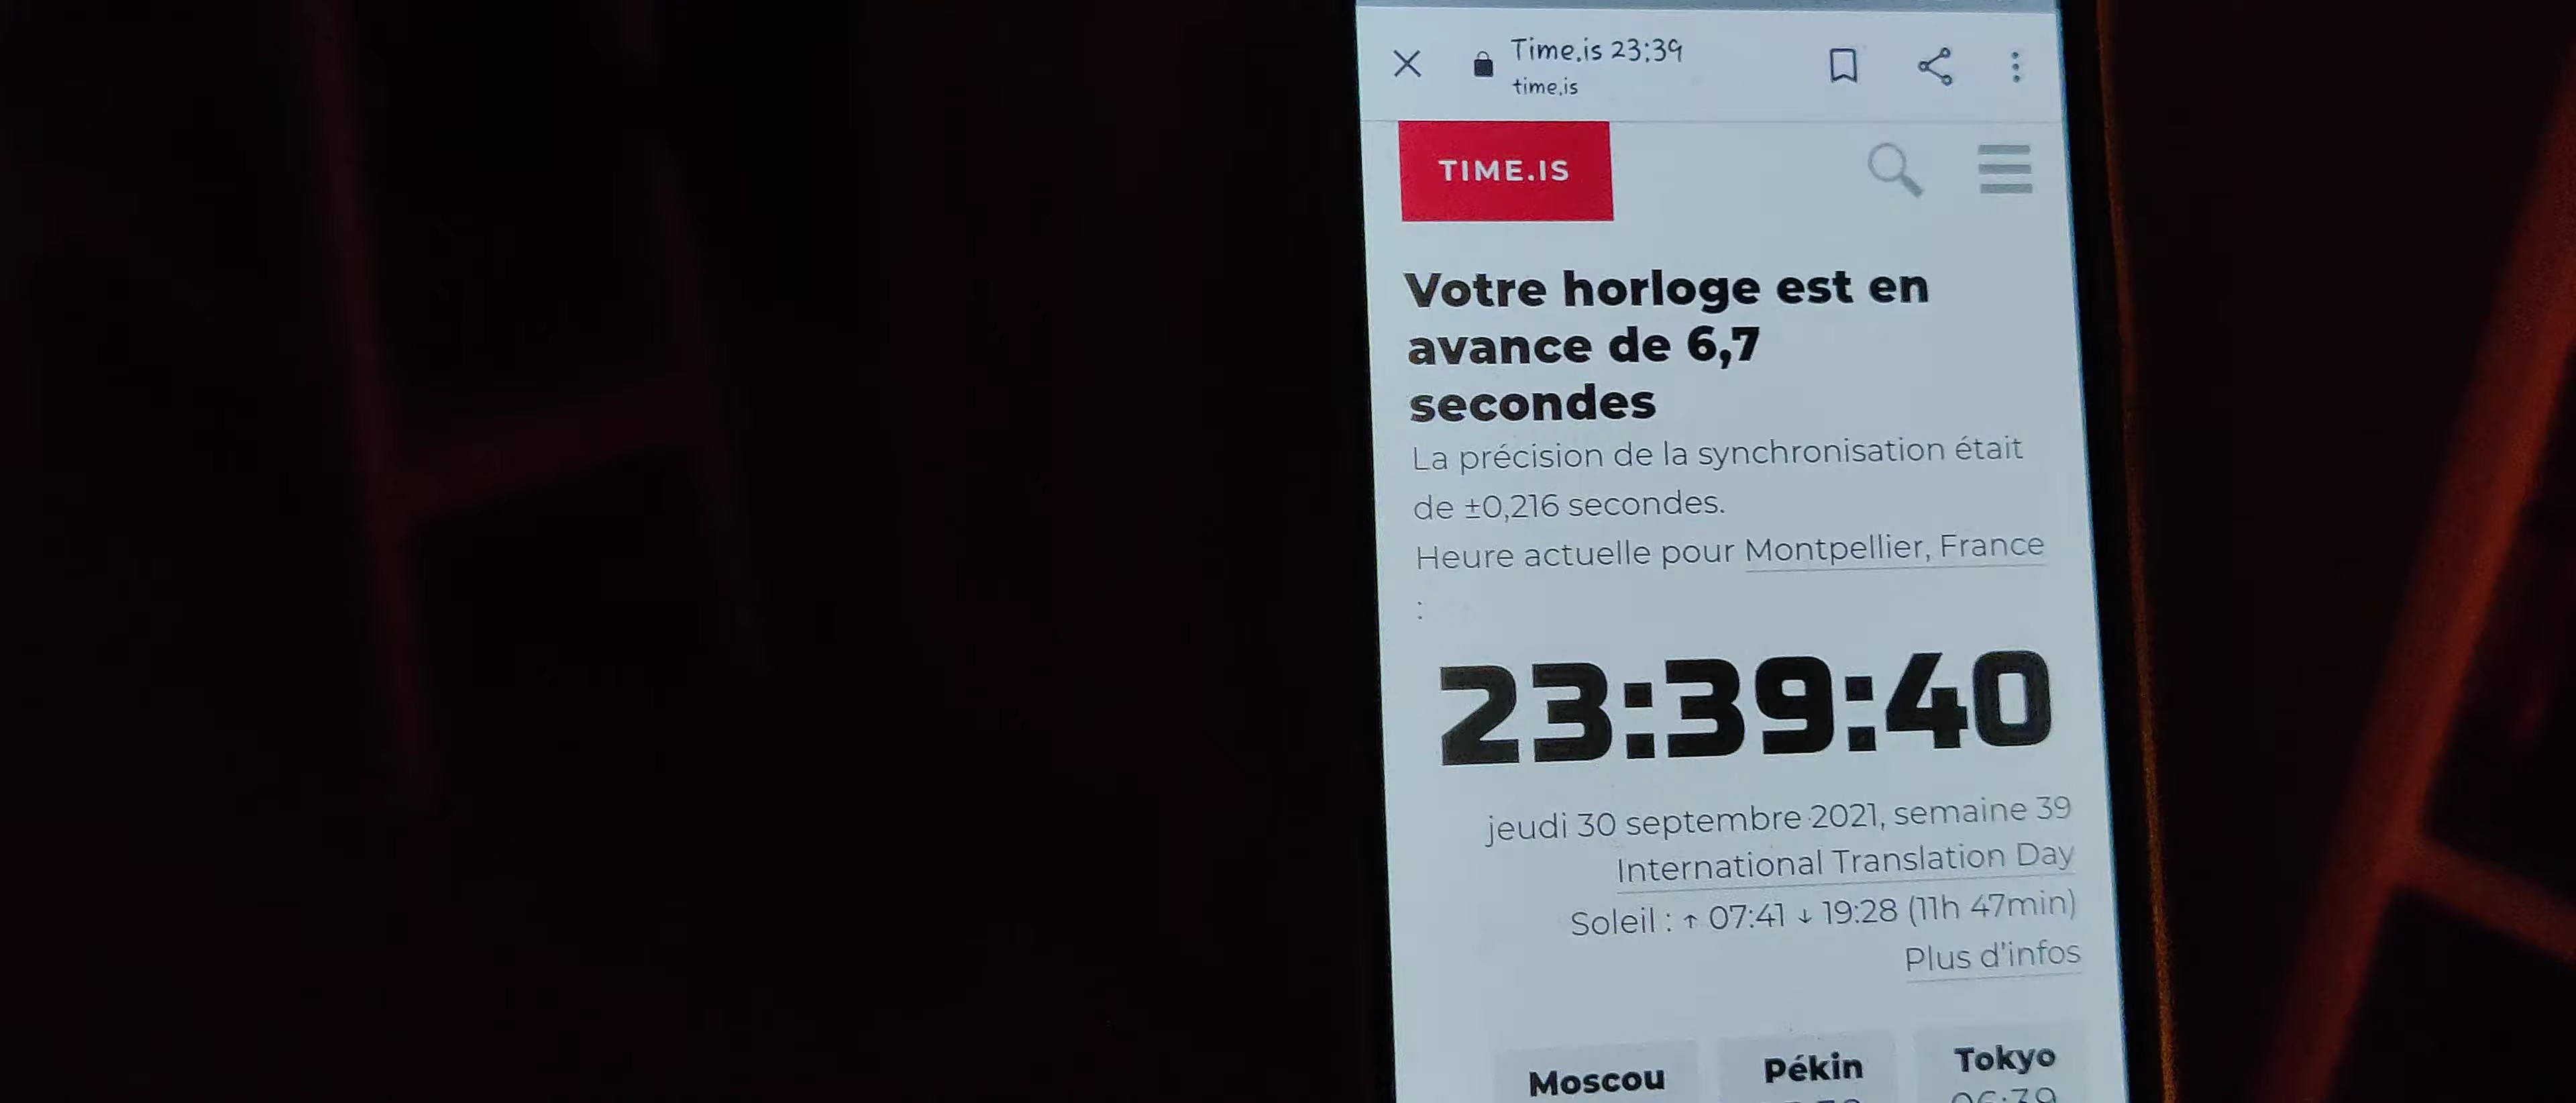 Time.is 23:39
time.is
TIME.IS
Votre horloge est en
avance de 6,7
secondes
La précision de la synchronisation était
de ±0,216 secondes.
Heure actuelle pour Montpellier, France
:
23:39:40
jeudi 30 septembre 2021, semaine 39
International Translation Day
Soleil : ↑ 07:41 ↓ 19:28 (11h 47min)
Plus d'infos
Moscou Pékin Tokyo